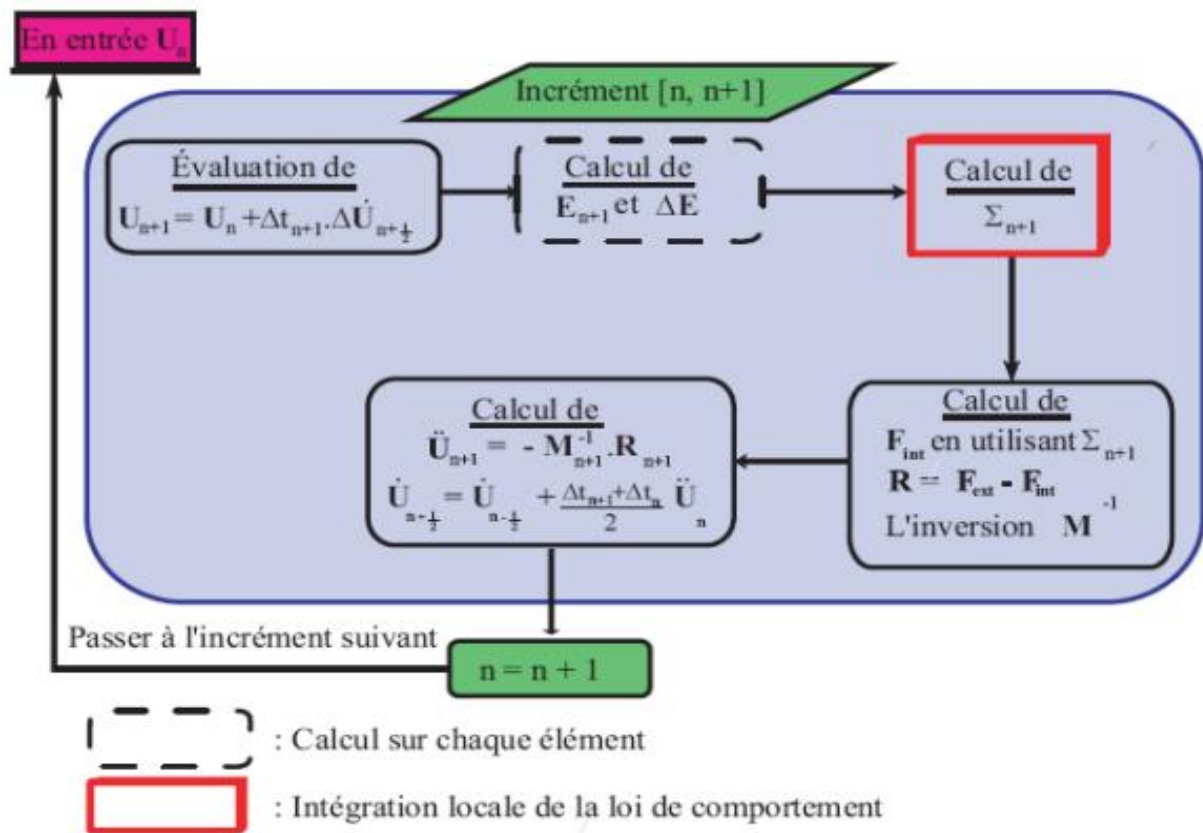 En entrée Uₙ
Incrément [n, n+1]
Évaluation de
Uₙ₊₁ = Uₙ + Δtₙ₊₁.ΔU̇ₙ₊½
Calcul de
Eₙ₊₁ et ΔE
Calcul de
Σₙ₊₁
Calcul de
F_int en utilisant Σₙ₊₁
R = F_ext - F_int
L'inversion M⁻¹
Calcul de
Üₙ₊₁ = - M⁻¹ₙ₊₁.Rₙ₊₁
U̇ₙ₊½ = U̇ₙ₋½ + (Δtₙ₊₁+Δtₙ)/2 Üₙ
Passer à l'incrément suivant
n = n + 1
: Calcul sur chaque élément
: Intégration locale de la loi de comportement